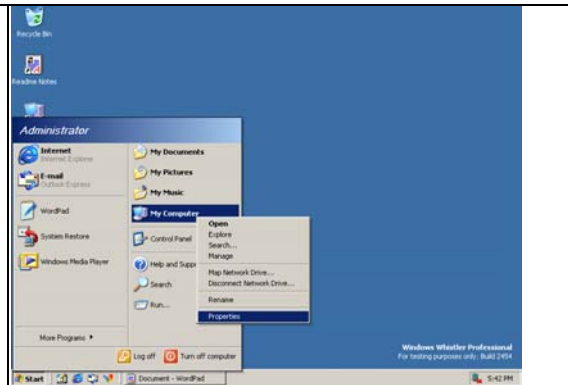 Recycle Bin
Readme Notes
Administrator
Internet
Internet Explorer
E-mail
Outlook Express
WordPad
System Restore
Windows Media Player
More Programs
My Documents
My Pictures
My Music
My Computer
Control Panel
Help and Supp
Search
Run...
Open
Explore
Search...
Manage
Map Network Drive...
Disconnect Network Drive...
Rename
Properties
Log off
Turn off computer
Windows Whistler Professional
For testing purposes only. Build 2454
Start
Document - WordPad
5:42 PM